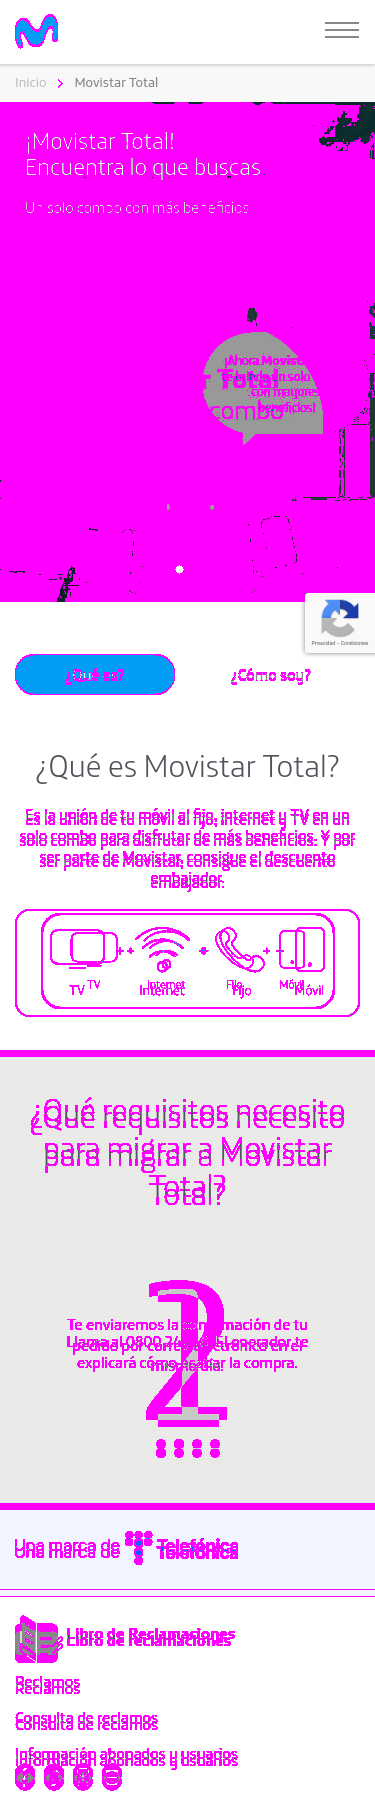 Inicio
Movistar Total
¡Movistar Total!
Encuentra lo que buscas.
Un solo combo con más beneficios
¡Ahora Movistar
Total
en un solo
combo
con mayores
beneficios!
Privacidad - Condiciones
¿Qué es?
¿Cómo soy?
¿Qué es Movistar Total?
Es la unión de tu móvil al fijo, internet y TV en un
solo combo para disfrutar de más beneficios. Y por
ser parte de Movistar, consigue el descuento
embajador.
TV
Internet
Fijo
Móvil
¿Qué requisitos necesito
para migrar a Movistar
Total?
2
Te enviaremos la confirmación de tu
Llama al 0800
El operador te
pedido por correo electrónico en el
explicará cómo
la compra.
mismo día.
Una marca de Telefónica
Libro de Reclamaciones
Reclamos
Consulta de reclamos
Información abonados y usuarios